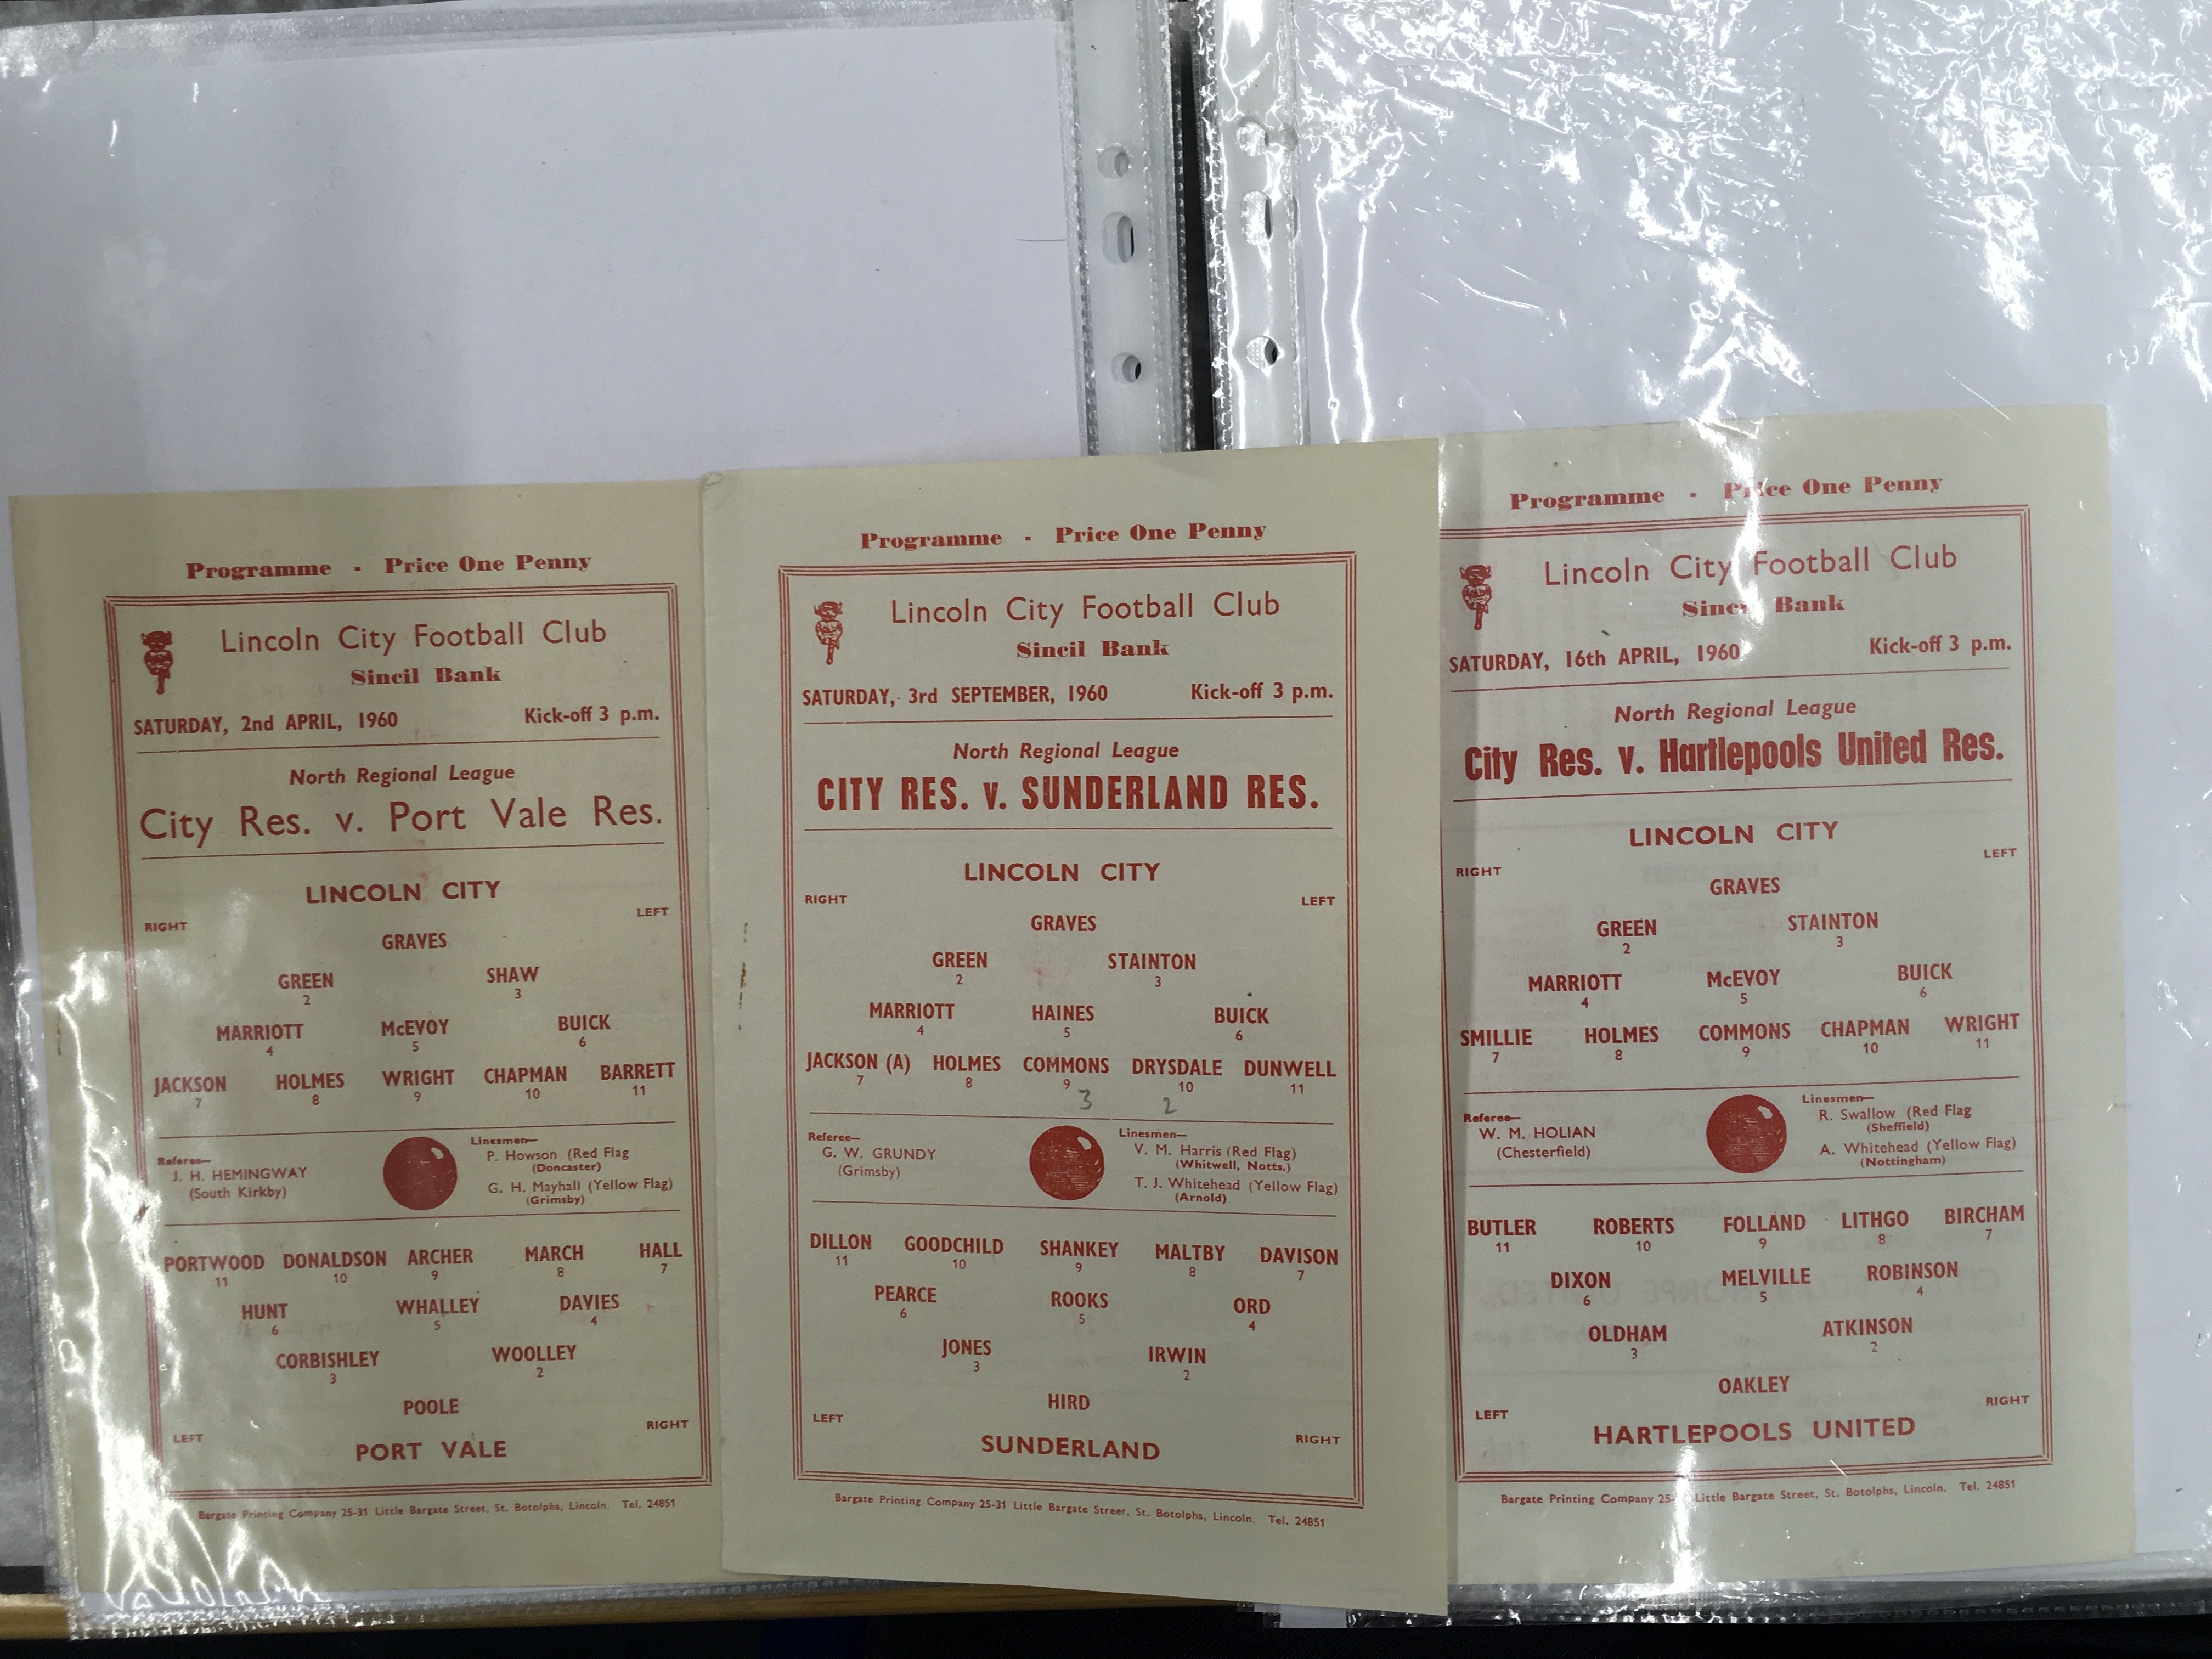 Programme - Price One Penny
Lincoln City Football Club
Sincil Bank
SATURDAY, 2nd APRIL, 1960 Kick-off 3 p.m.
North Regional League
City Res. v. Port Vale Res.
LINCOLN CITY
RIGHT LEFT
GRAVES
GREEN SHAW
2 3
MARRIOTT McEVOY BUICK
4 5 6
JACKSON HOLMES WRIGHT CHAPMAN BARRETT
7 8 9 10 11
Referee— Linesmen—
J. H. HEMINGWAY P. Howson (Red Flag
(South Kirkby) (Doncaster)
G. H. Mayhall (Yellow Flag)
(Grimsby)
PORTWOOD DONALDSON ARCHER MARCH HALL
11 10 9 8 7
HUNT WHALLEY DAVIES
6 5 4
CORBISHLEY WOOLLEY
3 2
POOLE
LEFT RIGHT
PORT VALE
Bargate Printing Company 25-31 Little Bargate Street, St. Botolphs, Lincoln. Tel. 24851
Programme - Price One Penny
Lincoln City Football Club
Sincil Bank
SATURDAY, 3rd SEPTEMBER, 1960 Kick-off 3 p.m.
North Regional League
CITY RES. v. SUNDERLAND RES.
LINCOLN CITY
RIGHT LEFT
GRAVES
GREEN STAINTON
2 3
MARRIOTT HAINES BUICK
4 5 6
JACKSON (A) HOLMES COMMONS DRYSDALE DUNWELL
7 8 9 10 11
3 2
Referee— Linesmen—
G. W. GRUNDY V. M. Harris (Red Flag)
(Grimsby) (Whitwell, Notts.)
T. J. Whitehead (Yellow Flag)
(Arnold)
DILLON GOODCHILD SHANKEY MALTBY DAVISON
11 10 9 8 7
PEARCE ROOKS ORD
6 5 4
JONES IRWIN
3 2
HIRD
LEFT RIGHT
SUNDERLAND
Bargate Printing Company 25-31 Little Bargate Street, St. Botolphs, Lincoln. Tel. 24851
Programme - Price One Penny
Lincoln City Football Club
Sincil Bank
SATURDAY, 16th APRIL, 1960 Kick-off 3 p.m.
North Regional League
City Res. v. Hartlepools United Res.
LINCOLN CITY
RIGHT LEFT
GRAVES
GREEN STAINTON
2 3
MARRIOTT McEVOY BUICK
4 5 6
SMILLIE HOLMES COMMONS CHAPMAN WRIGHT
7 8 9 10 11
Referee— Linesmen—
W. M. HOLIAN R. Swallow (Red Flag
(Chesterfield) (Sheffield)
A. Whitehead (Yellow Flag)
(Nottingham)
BUTLER ROBERTS FOLLAND LITHGO BIRCHAM
11 10 9 8 7
DIXON MELVILLE ROBINSON
6 5 4
OLDHAM ATKINSON
3 2
OAKLEY
LEFT RIGHT
HARTLEPOOLS UNITED
Bargate Printing Company Little Bargate Street, St. Botolphs, Lincoln. Tel. 24851